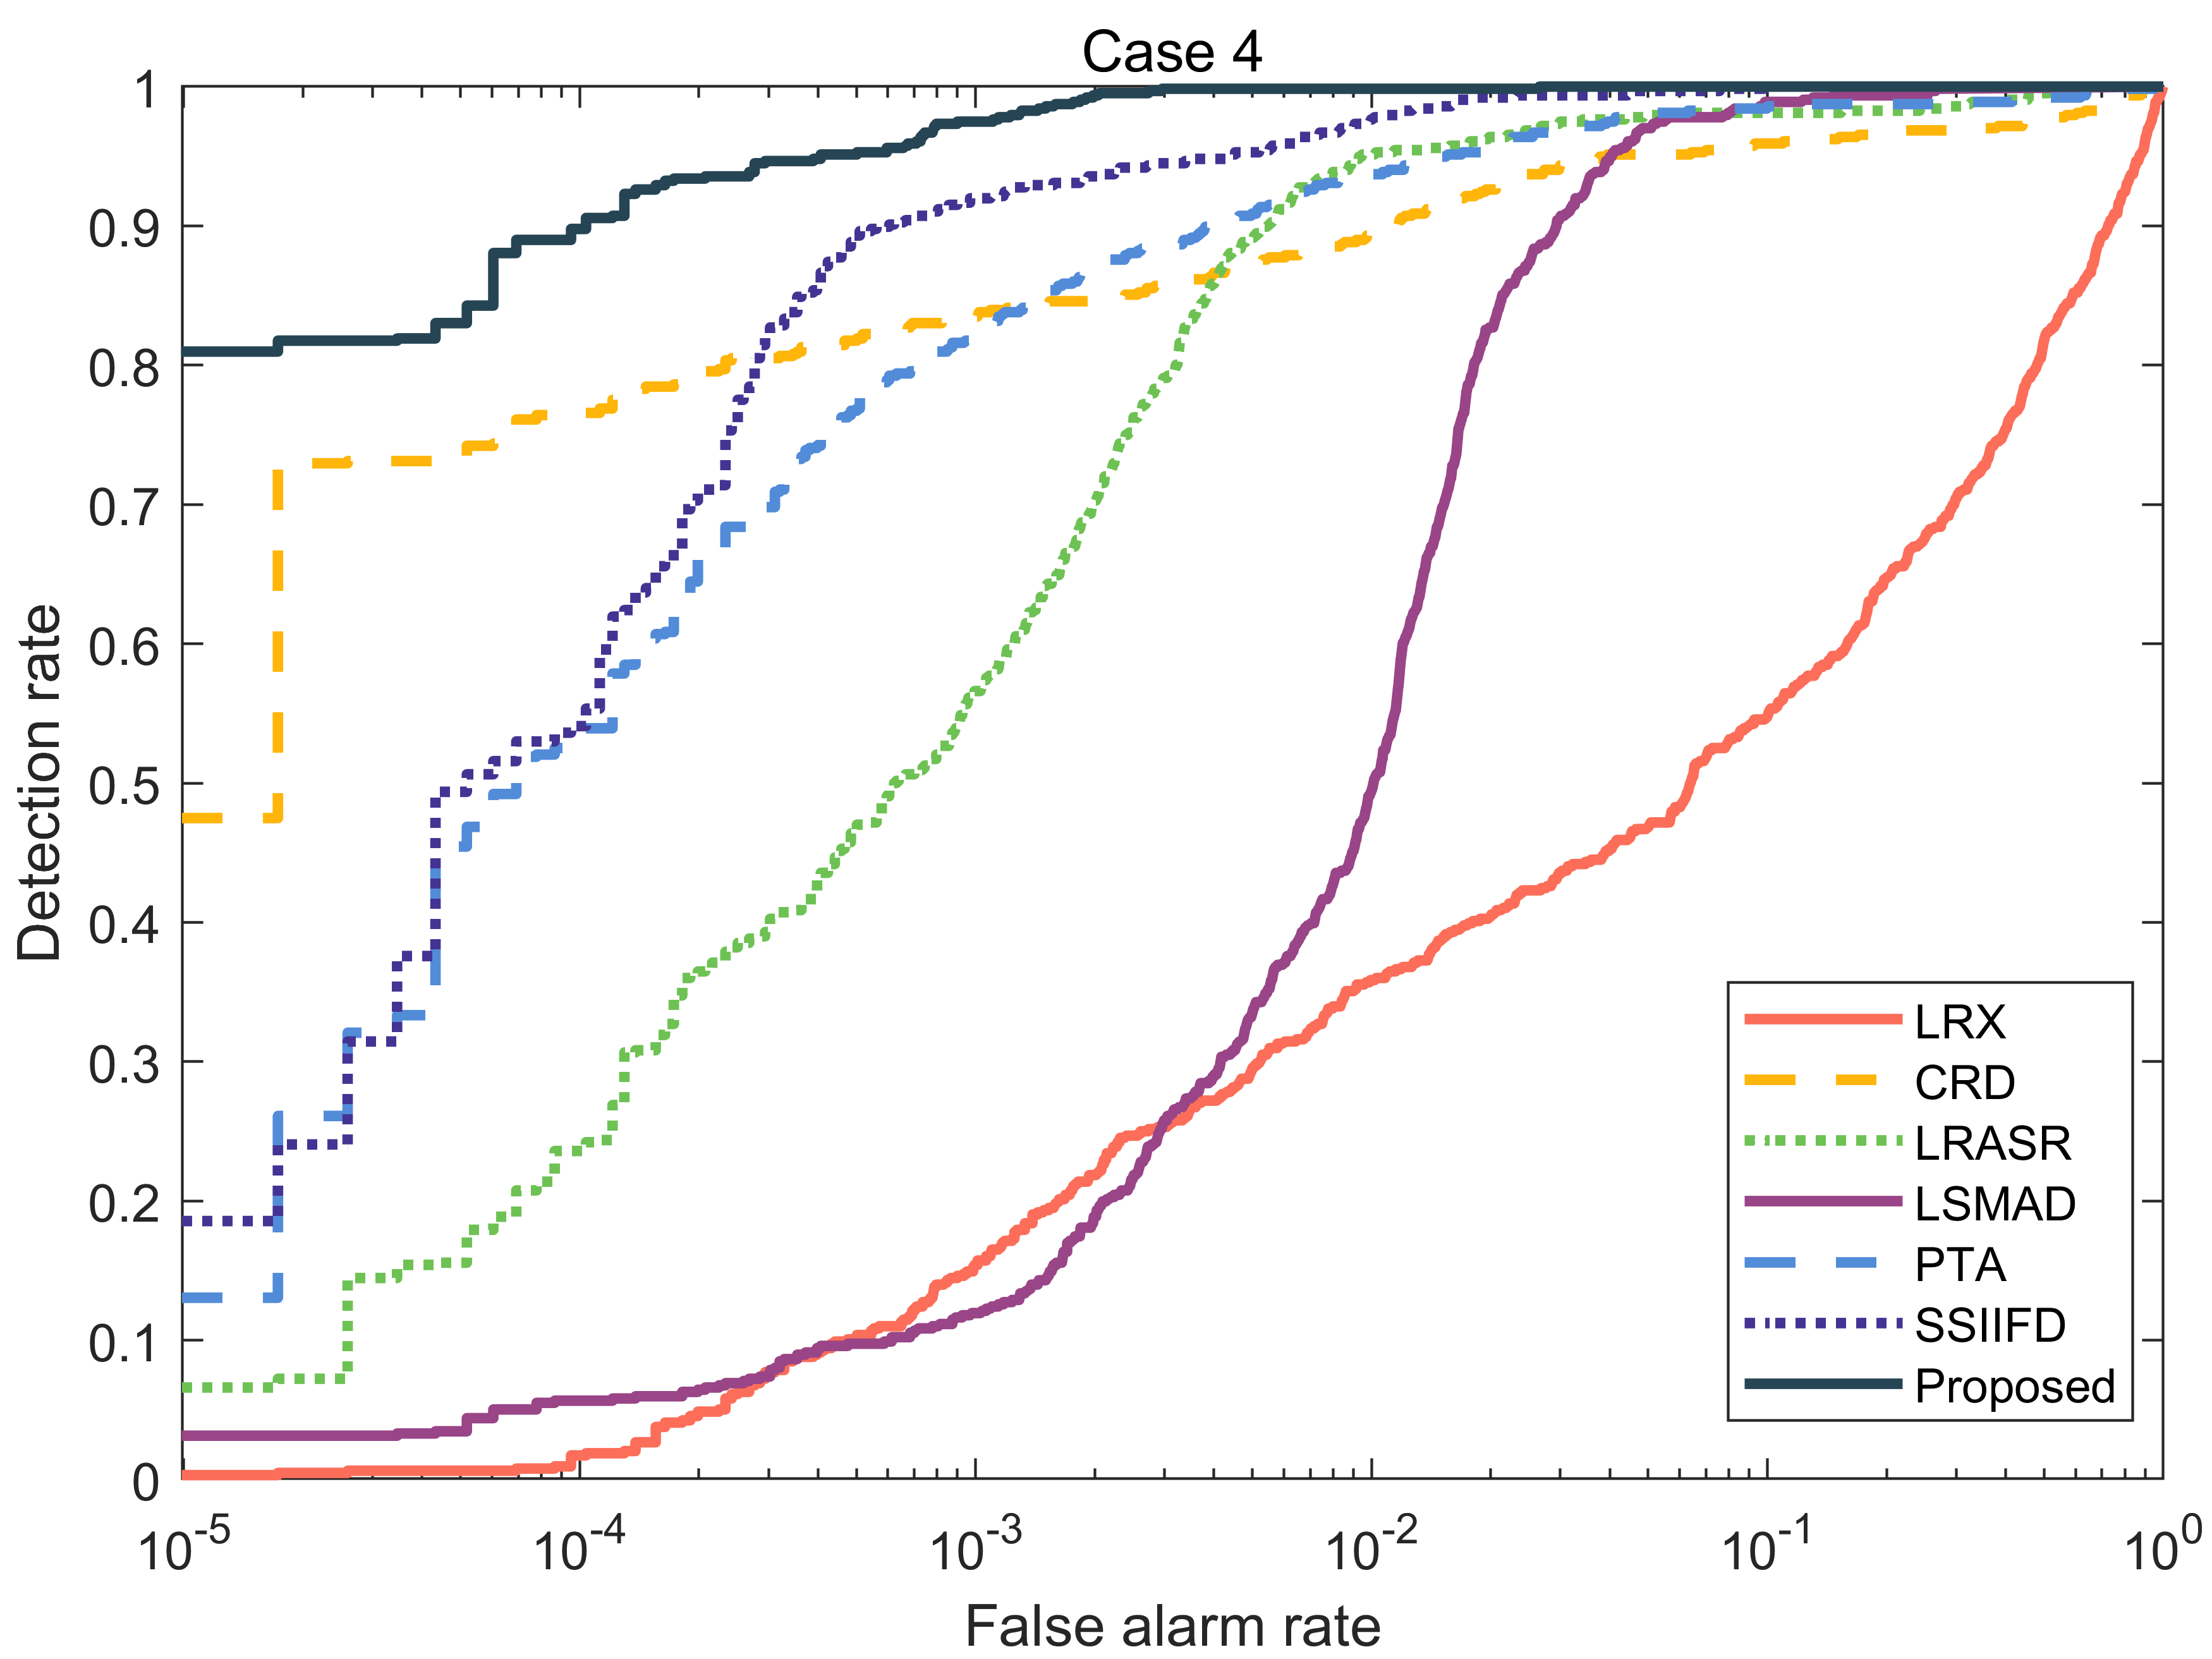 Case 4
1
0.9
0.8
0.7
0.6
0.5
0.4
0.3
0.2
0.1
0
Detection rate
10^-5 10^-4 10^-3 10^-2 10^-1 10^0
False alarm rate
LRX
CRD
LRASR
LSMAD
PTA
SSIIFD
Proposed